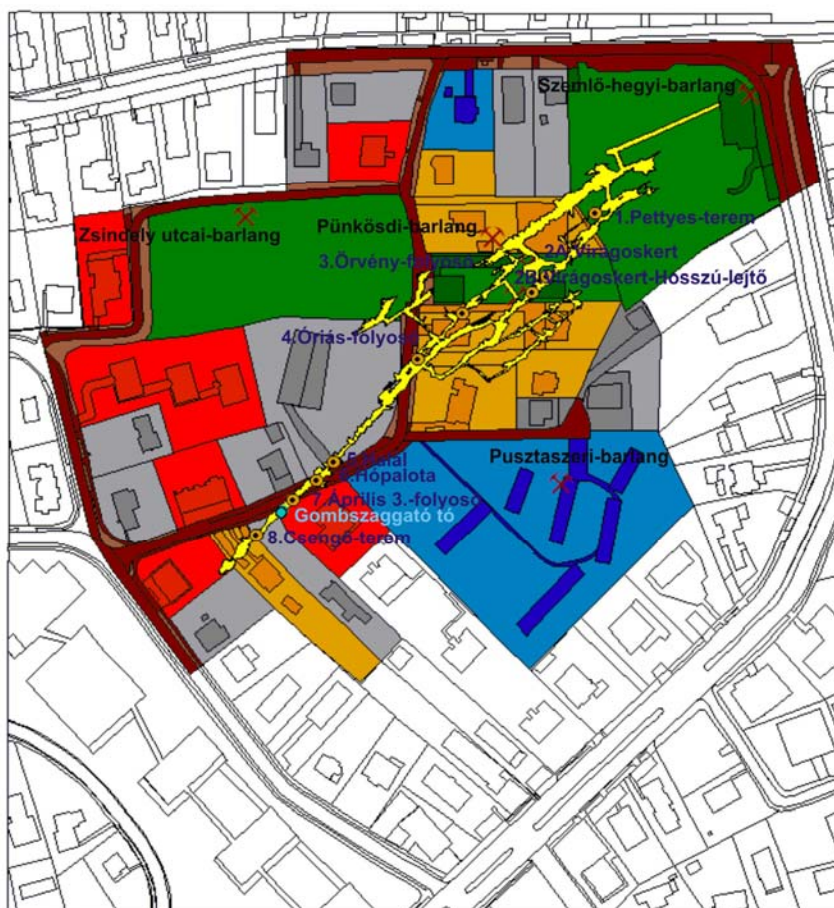 Szemlő-hegyi-barlang
1.Pettyes-terem
Pünkösdi-barlang
Zsindely utcai-barlang
2A.Virágoskert
3.Örvény-folyosó
2B.Virágoskert-Hosszú-lejtő
4.Óriás-folyosó
Pusztaszeri-barlang
Hópalota
7.Április 3.-folyosó
Gombszaggató tó
8.Csengő-terem